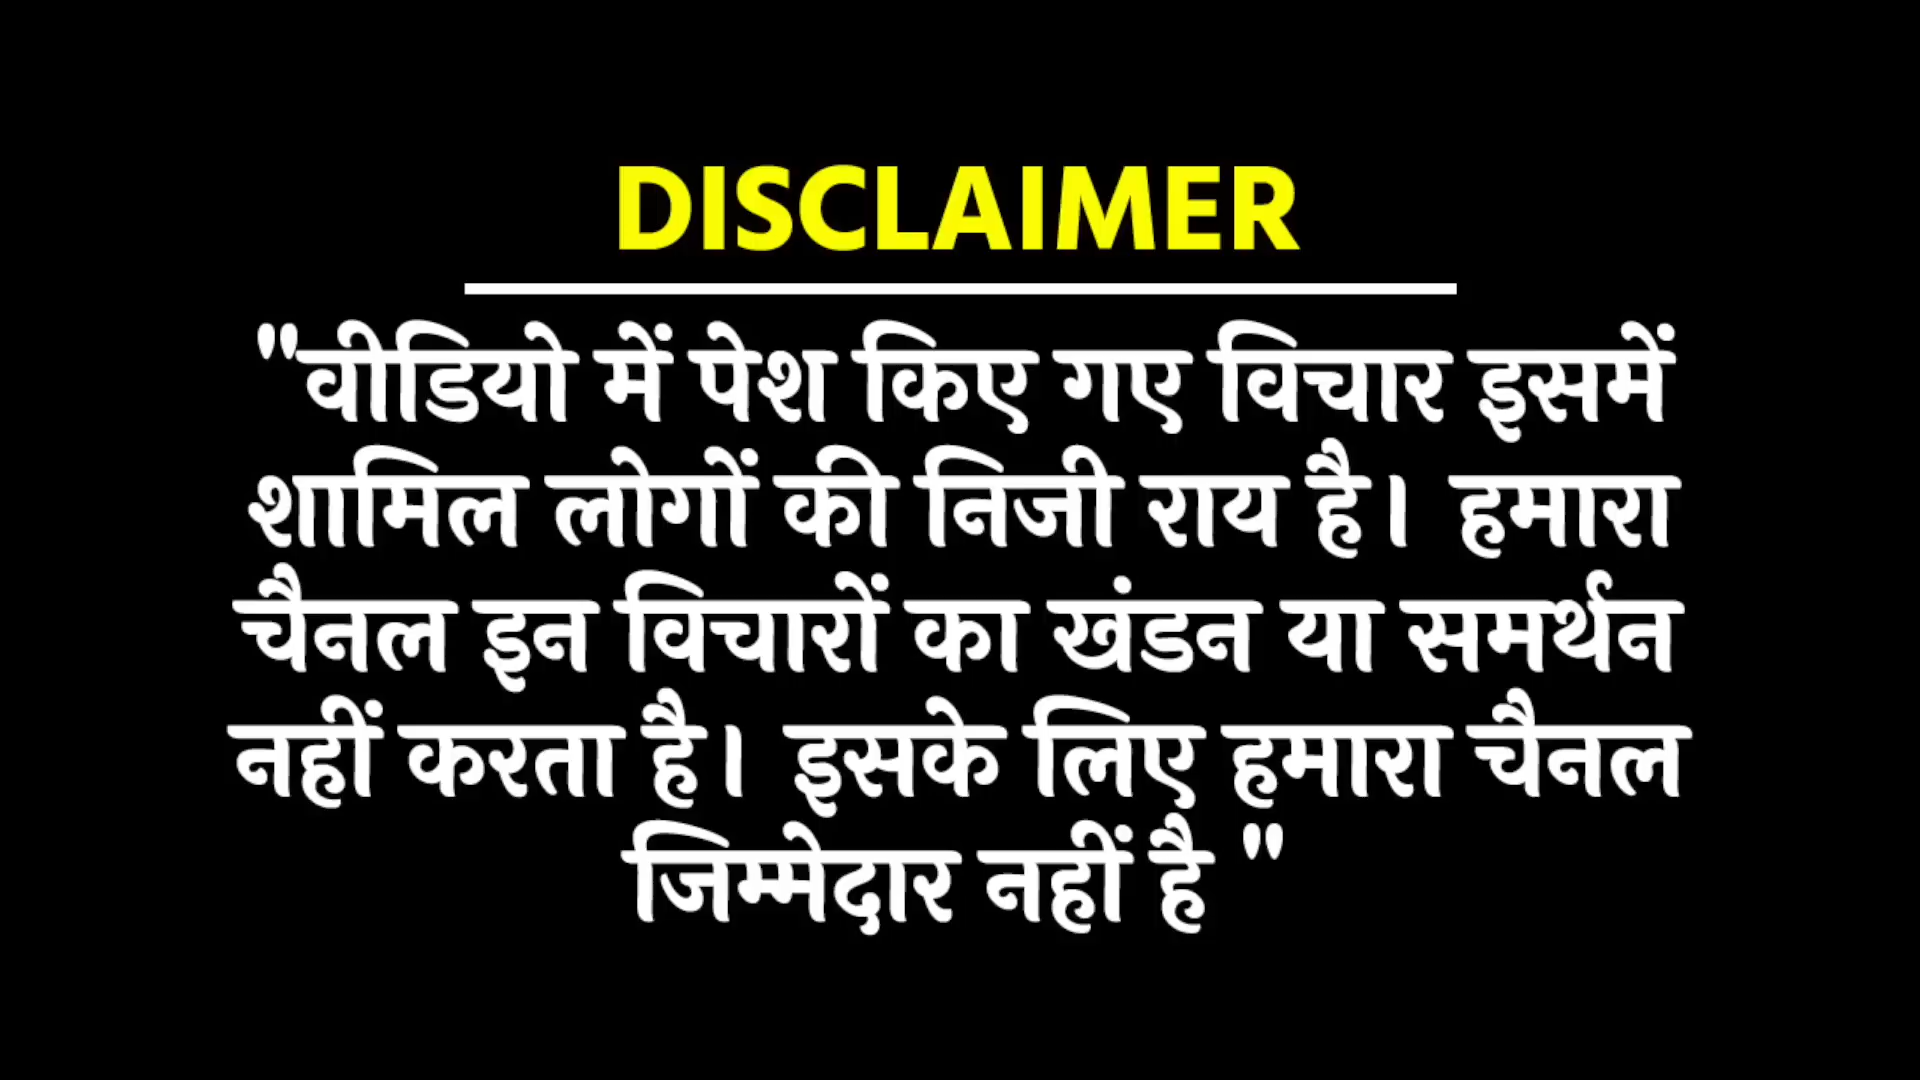 DISCLAIMER
"वीडियो में पेश किए गए विचार इसमें
शामिल लोगों की निजी राय है। हमारा
चैनल इन विचारों का खंडन या समर्थन
नहीं करता है। इसके लिए हमारा चैनल
जिम्मेदार नहीं है "